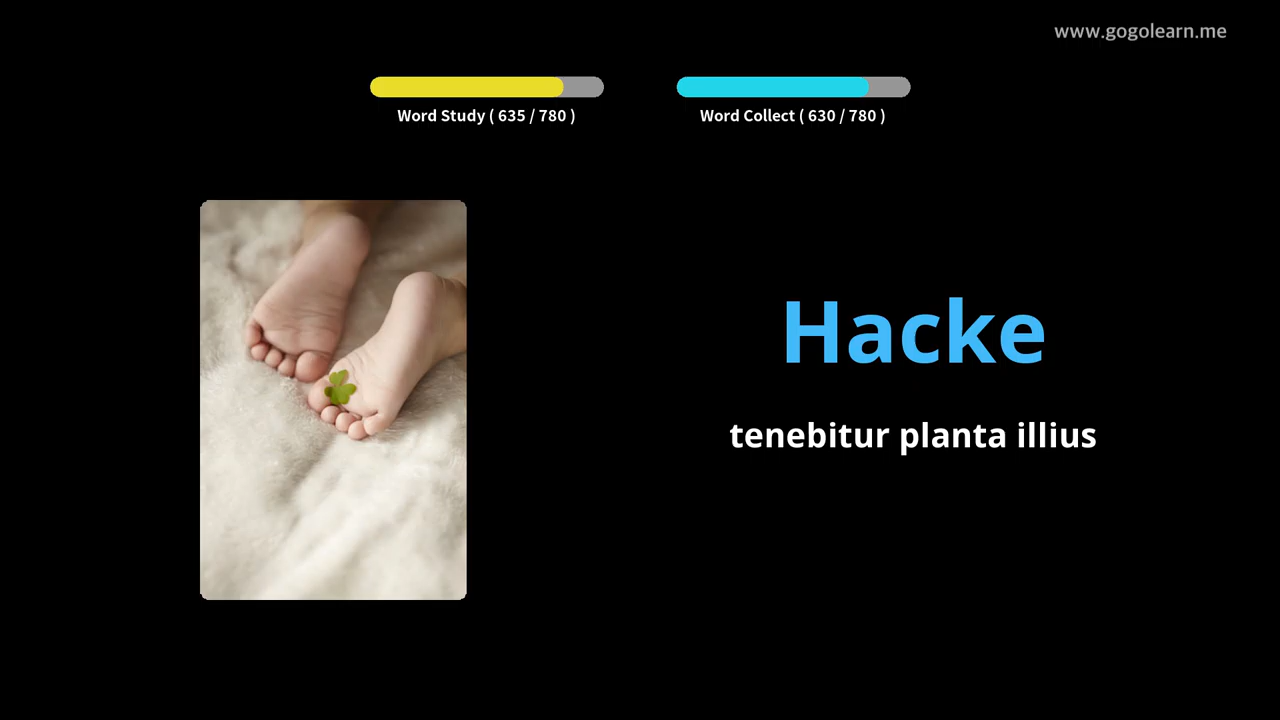 www.gogolearn.me
Word Study ( 635 / 780 )
Word Collect ( 630 / 780 )
Hacke
tenebitur planta illius